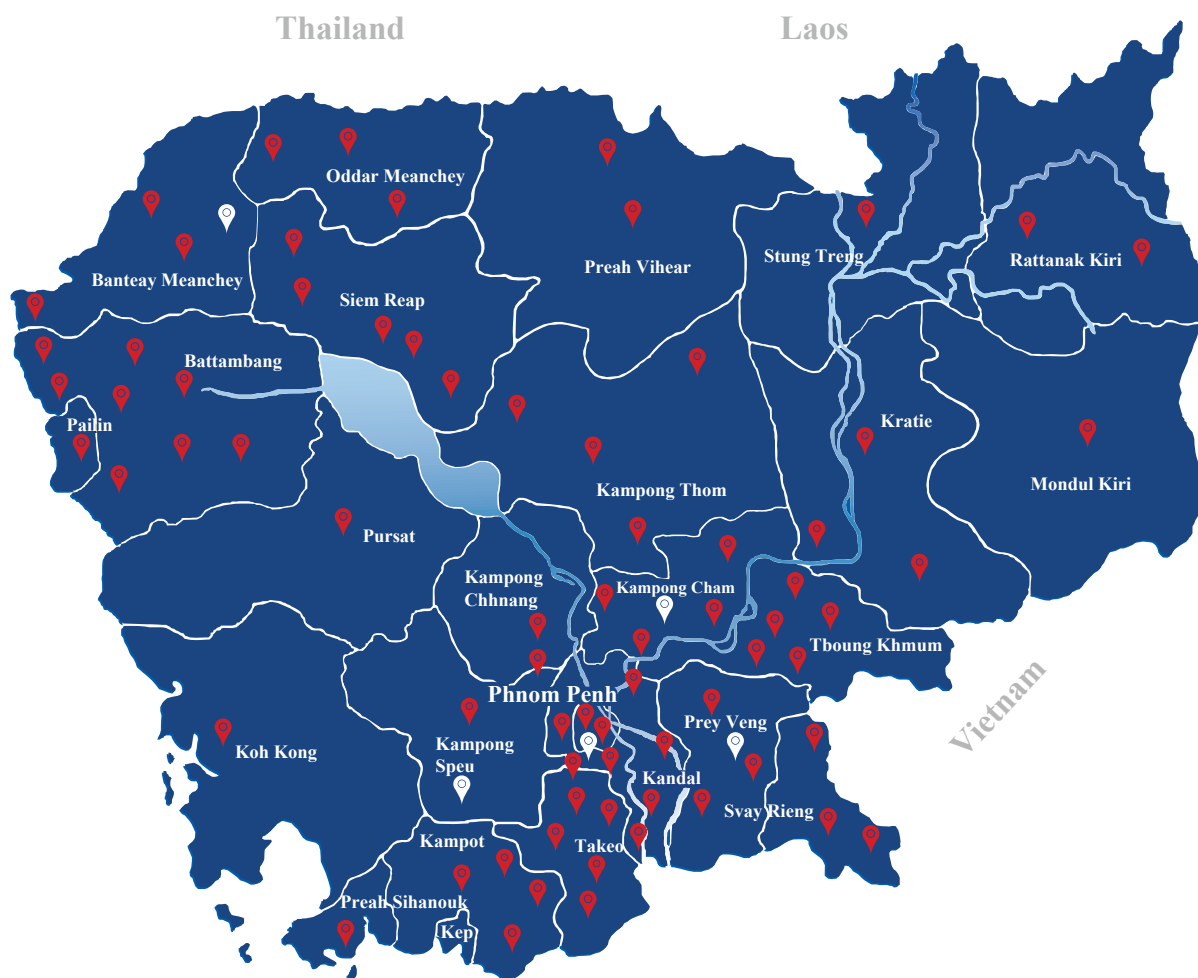 Thailand
Laos
Oddar Meanchey
Banteay Meanchey
Siem Reap
Preah Vihear
Stung Treng
Rattanak Kiri
Battambang
Pailin
Kratie
Mondul Kiri
Kampong Thom
Pursat
Kampong
Chhnang
Kampong Cham
Tboung Khmum
Phnom Penh
Prey Veng
Vietnam
Koh Kong
Kampong
Speu
Kandal
Svay Rieng
Kampot
Takeo
Preah Sihanouk
Kep